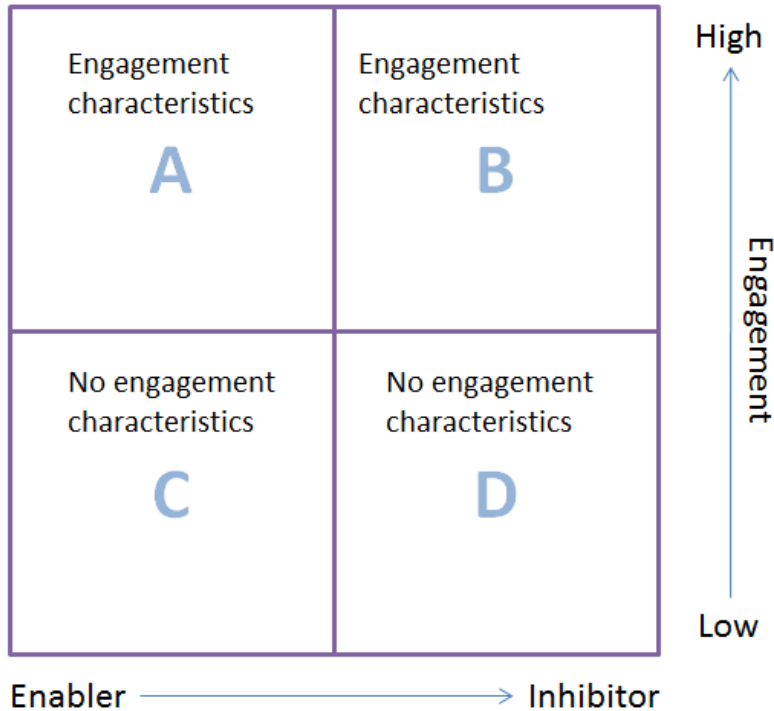 Engagement
characteristics
A
Engagement
characteristics
B
High
Engagement
No engagement
characteristics
C
No engagement
characteristics
D
Low
Enabler
Inhibitor